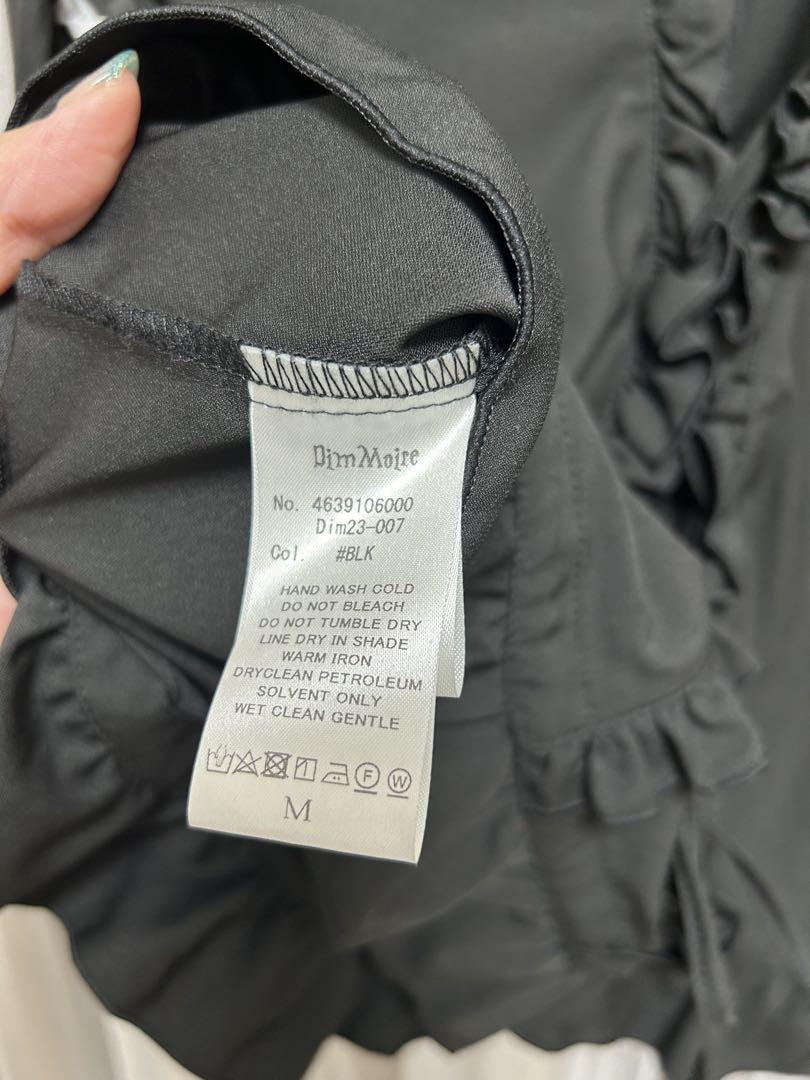 DimMoire
No. 4639106000
Dim23-007
Col. #BLK
HAND WASH COLD
DO NOT BLEACH
DO NOT TUMBLE DRY
LINE DRY IN SHADE
WARM IRON
DRYCLEAN PETROLEUM
SOLVENT ONLY
WET CLEAN GENTLE
F W
M